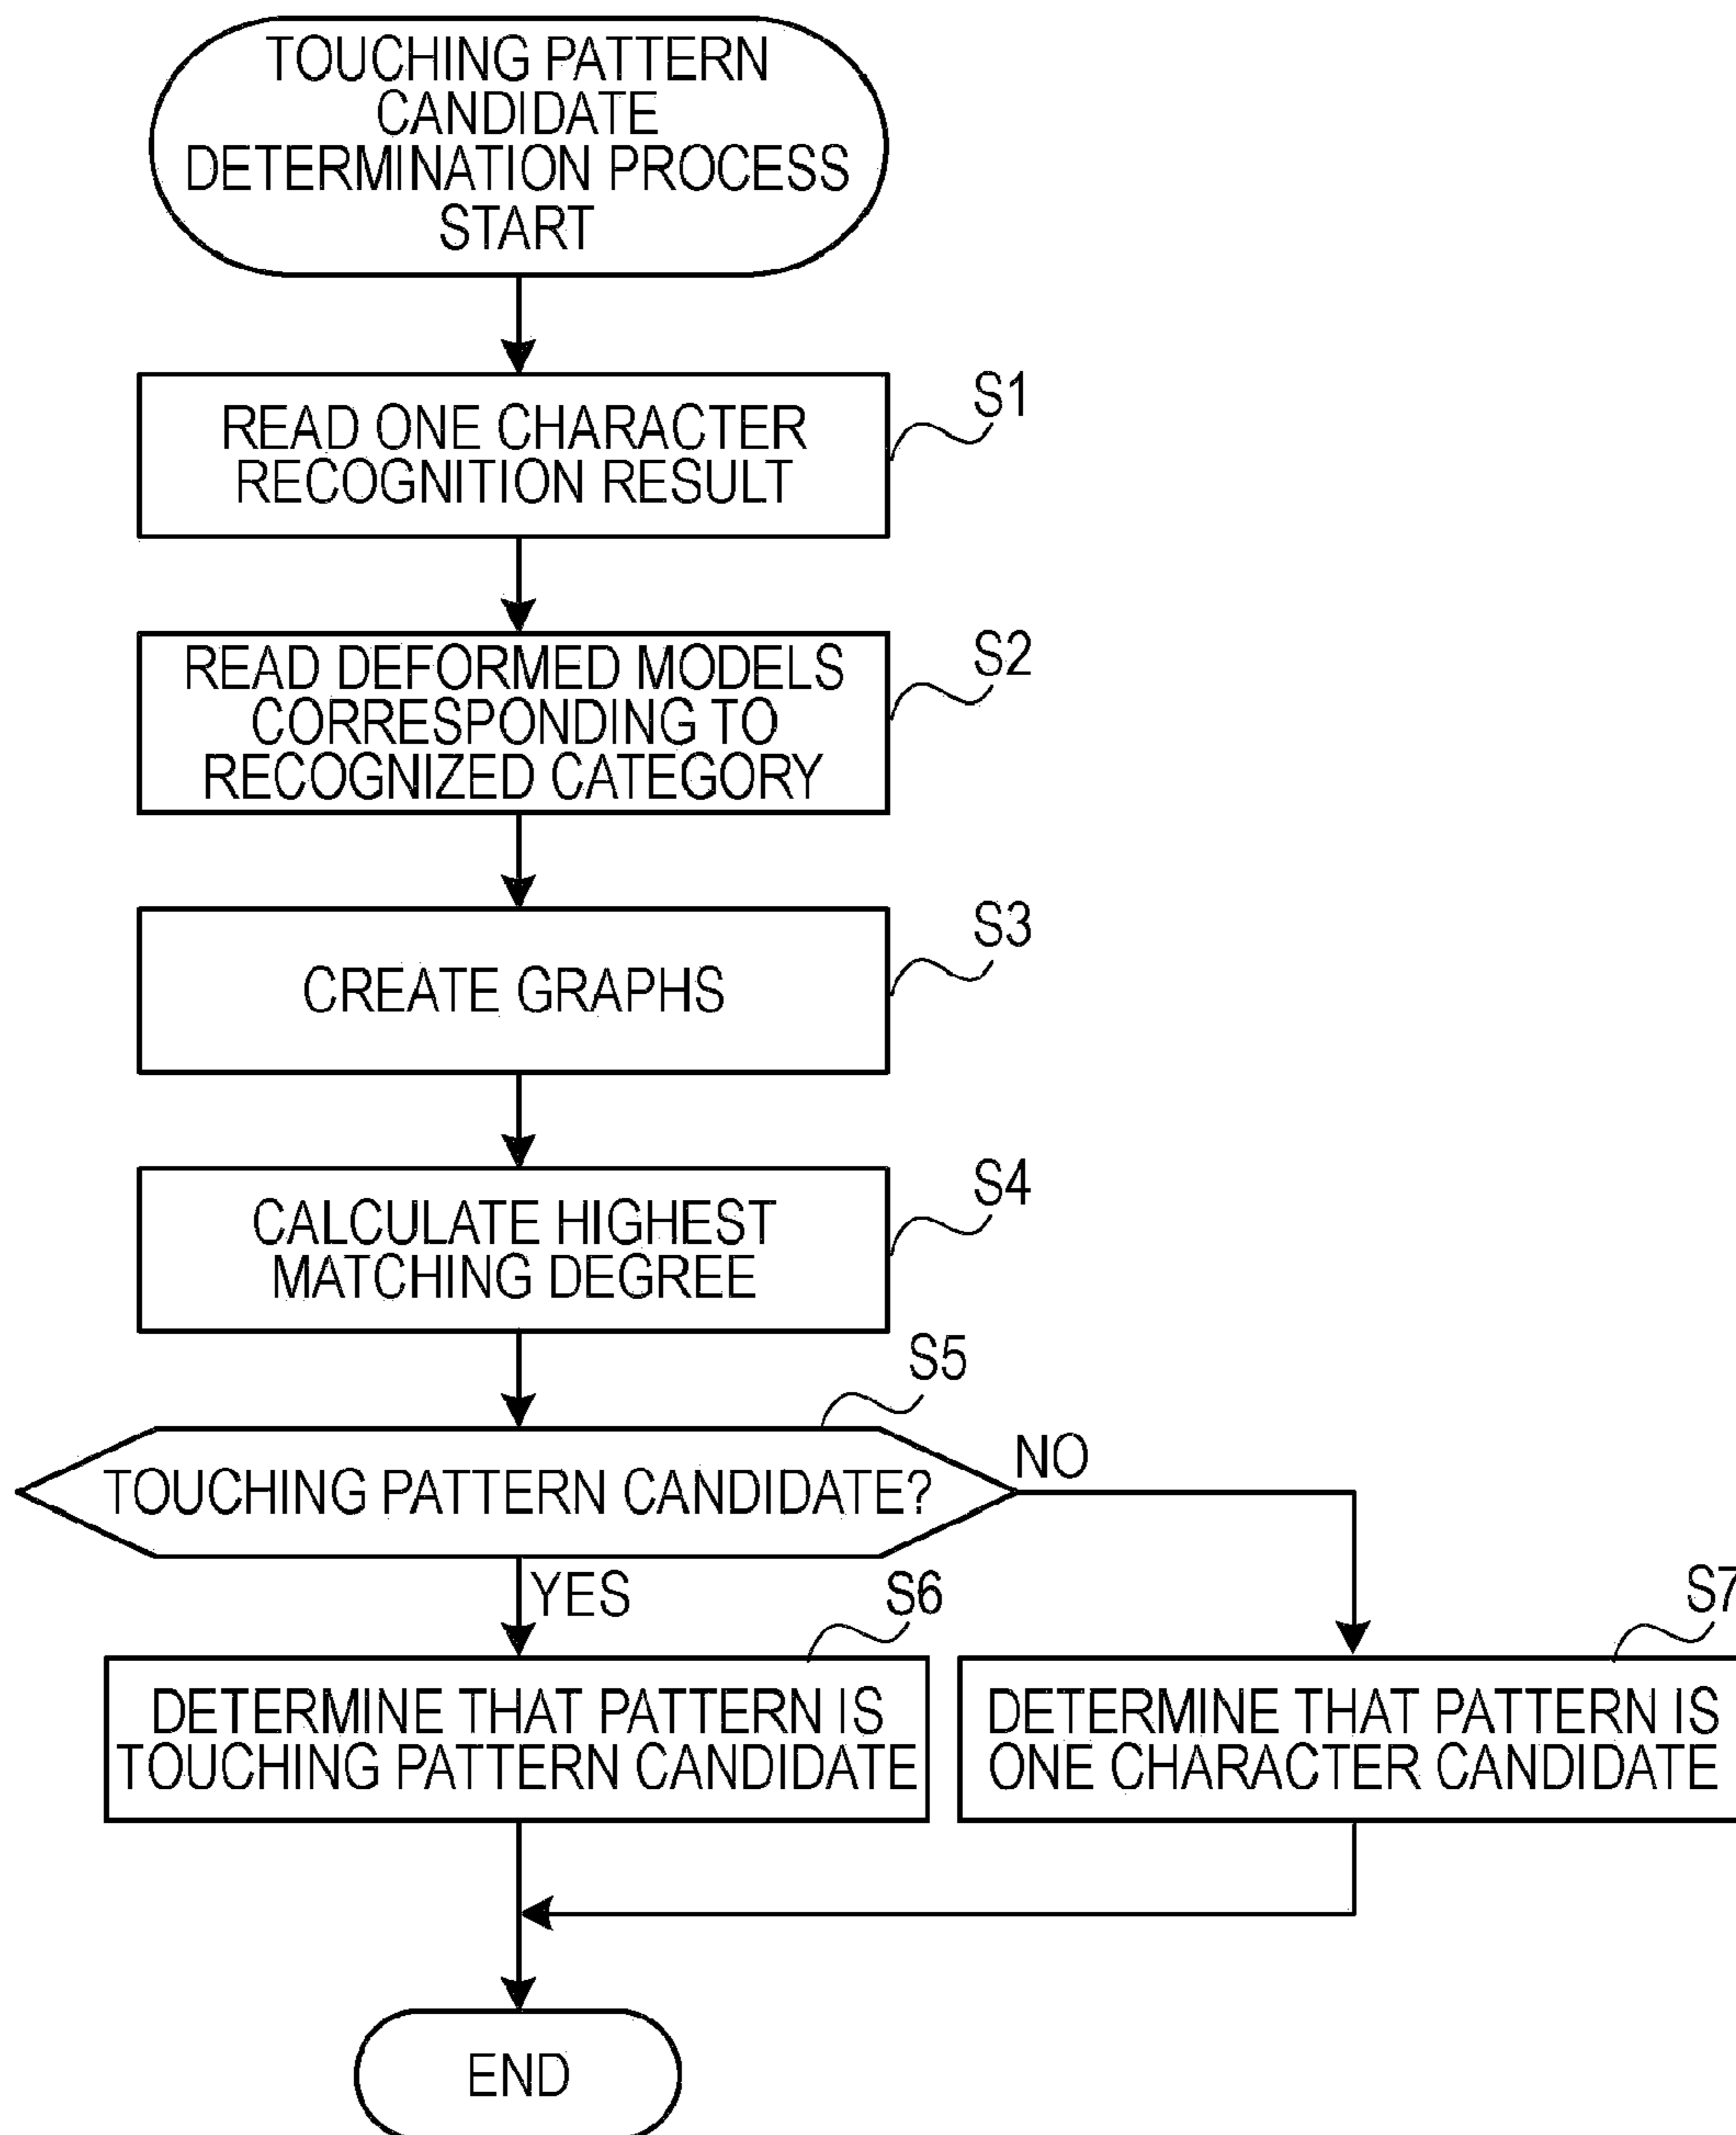 TOUCHING PATTERN
CANDIDATE
DETERMINATION PROCESS
START
READ ONE CHARACTER
RECOGNITION RESULT
S1
READ DEFORMED MODELS
CORRESPONDING TO
RECOGNIZED CATEGORY
S2
CREATE GRAPHS
S3
CALCULATE HIGHEST
MATCHING DEGREE
S4
S5
TOUCHING PATTERN CANDIDATE?
NO
YES
S6
DETERMINE THAT PATTERN IS
TOUCHING PATTERN CANDIDATE
S7
DETERMINE THAT PATTERN IS
ONE CHARACTER CANDIDATE
END